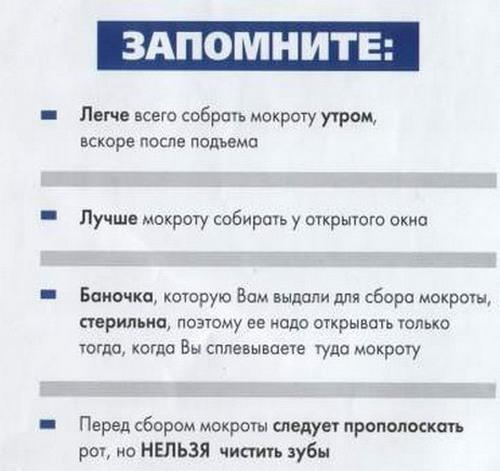 ЗАПОМНИТЕ:
Легче всего собрать мокроту утром,
вскоре после подъема
Лучше мокроту собирать у открытого окна
Баночка, которую Вам выдали для сбора мокроты,
стерильна, поэтому ее надо открывать только
тогда, когда Вы сплевываете туда мокроту
Перед сбором мокроты следует прополоскать
рот, но НЕЛЬЗЯ чистить зубы